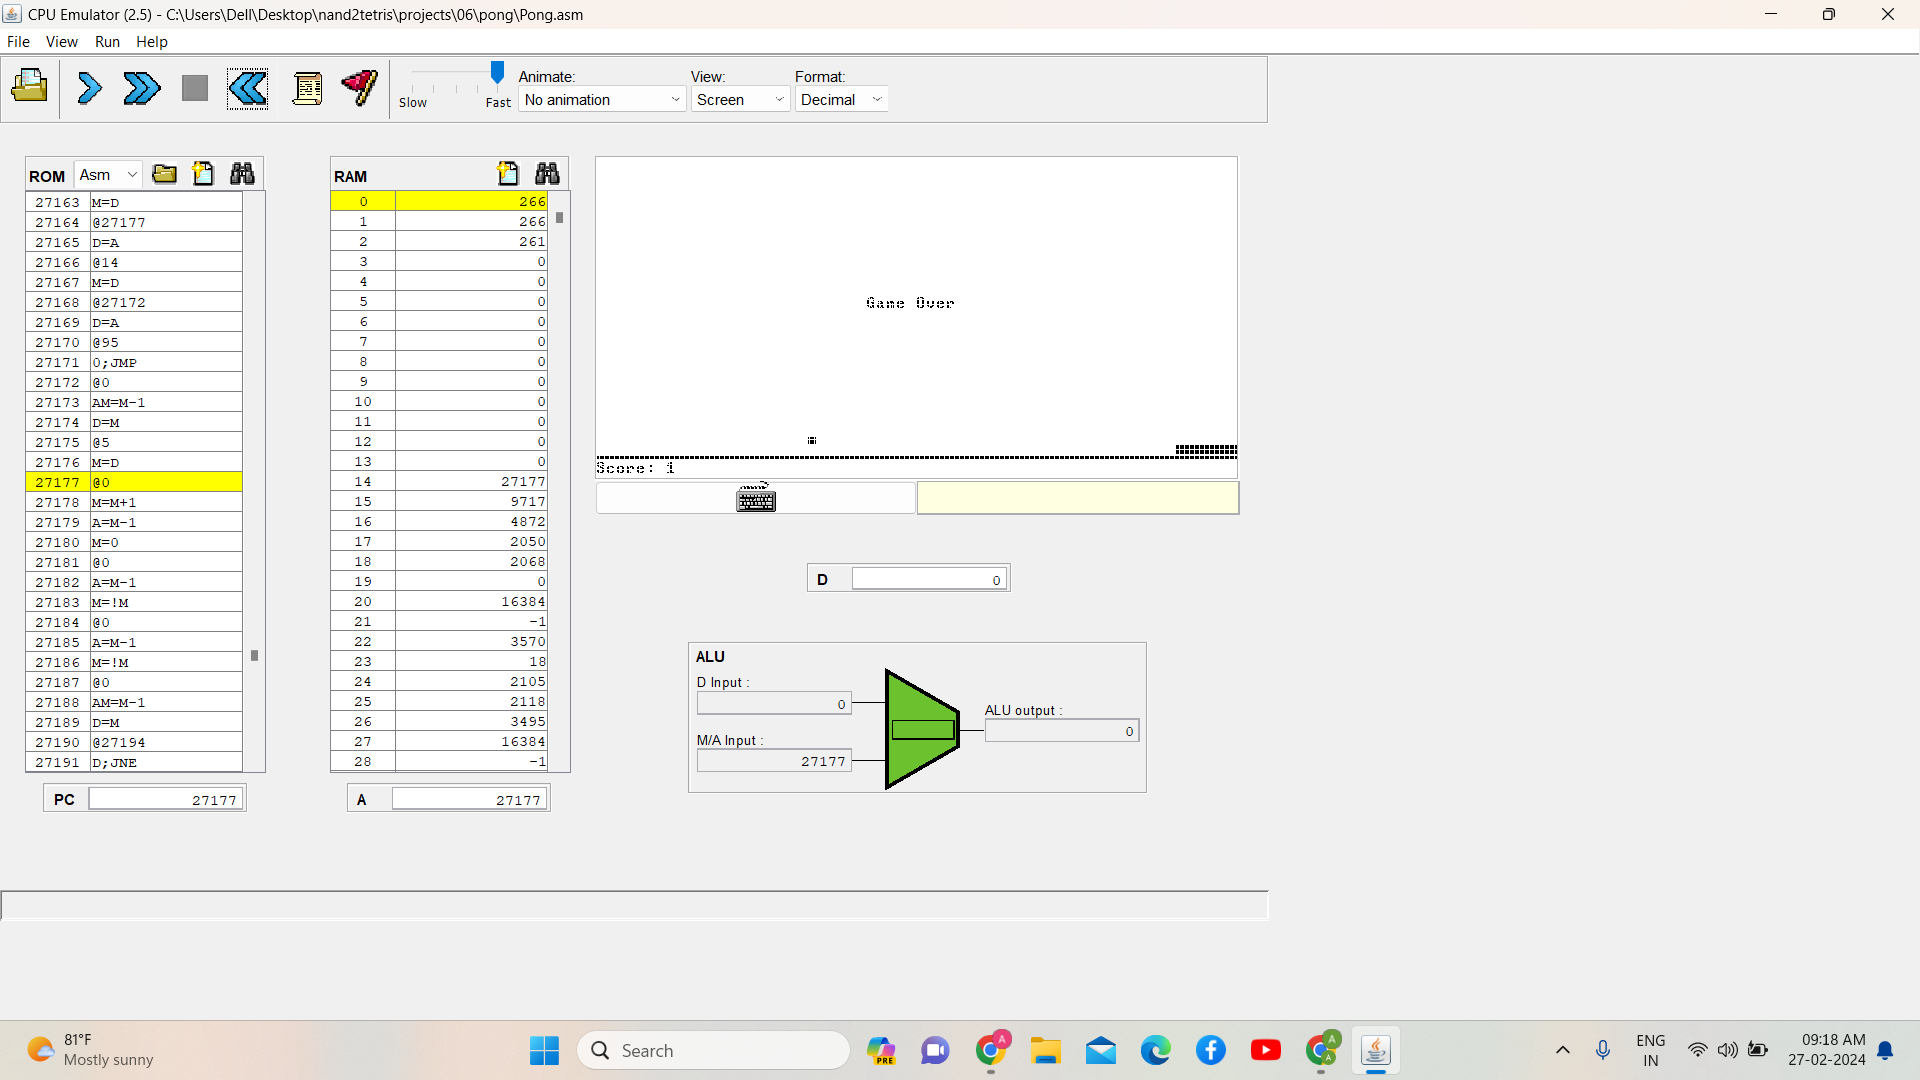 CPU Emulator (2.5) - C:\Users\Dell\Desktop\nand2tetris\projects\06\pong\Pong.asm
File View Run Help
Slow Fast
Animate:
No animation
View:
Screen
Format:
Decimal
ROM Asm
27163 M=D
27164 @27177
27165 D=A
27166 @14
27167 M=D
27168 @27172
27169 D=A
27170 @95
27171 0;JMP
27172 @0
27173 AM=M-1
27174 D=M
27175 @5
27176 M=D
27177 @0
27178 M=M+1
27179 A=M-1
27180 M=0
27181 @0
27182 A=M-1
27183 M=!M
27184 @0
27185 A=M-1
27186 M=!M
27187 @0
27188 AM=M-1
27189 D=M
27190 @27194
27191 D;JNE
PC 27177
RAM
0 266
1 266
2 261
3 0
4 0
5 0
6 0
7 0
8 0
9 0
10 0
11 0
12 0
13 0
14 27177
15 9717
16 4872
17 2050
18 2068
19 0
20 16384
21 -1
22 3570
23 18
24 2105
25 2118
26 3495
27 16384
28 -1
A 27177
Game Over
Score: 1
D 0
ALU
D Input :
0
M/A Input :
27177
ALU output :
0
81°F
Mostly sunny
Search
PRE
A
A
A
ENG
IN
09:18 AM
27-02-2024